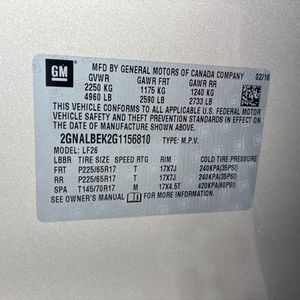 GM
MFD BY GENERAL MOTORS OF CANADA COMPANY 02/16
GVWR GAWR FRT GAWR RR
2250 KG 1175 KG 1240 KG
4960 LB 2590 LB 2733 LB
THIS VEHICLE CONFORMS TO ALL APPLICABLE U.S. FEDERAL MOTOR
VEHICLE SAFETY AND THEFT PREVENTION STANDARDS IN EFFECT
ON THE DATE OF MANUFACTURE SHOWN ABOVE.
2GNALBEK2G1156810 TYPE: M.P.V.
MODEL: LF26
LBBR TIRE SIZE SPEED RTG RIM COLD TIRE PRESSURE
FRT P225/65R17 T 17X7J 240KPA(35PSI)
RR P225/65R17 T 17X7J 240KPA(35PSI)
SPA T145/70R17 M 17X4.5T 420KPA(60PSI)
SEE OWNER'S MANUAL FOR MORE INFORMATION.